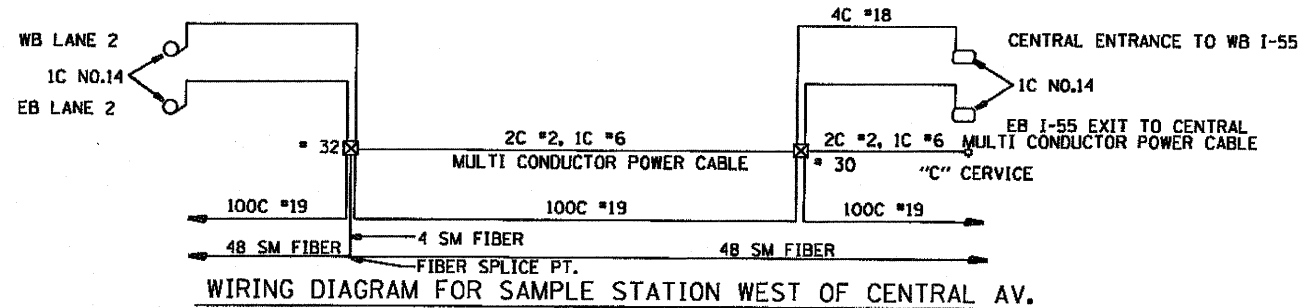 4C #18
WB LANE 2
CENTRAL ENTRANCE TO WB I-55
1C NO.14
1C NO.14
EB LANE 2
EB I-55 EXIT TO CENTRAL
# 32
2C #2, 1C #6
2C #2, 1C #6
MULTI CONDUCTOR POWER CABLE
MULTI CONDUCTOR POWER CABLE
# 30
"C" CERVICE
100C #19
100C #19
100C #19
4 SM FIBER
48 SM FIBER
48 SM FIBER
FIBER SPLICE PT.
WIRING DIAGRAM FOR SAMPLE STATION WEST OF CENTRAL AV.